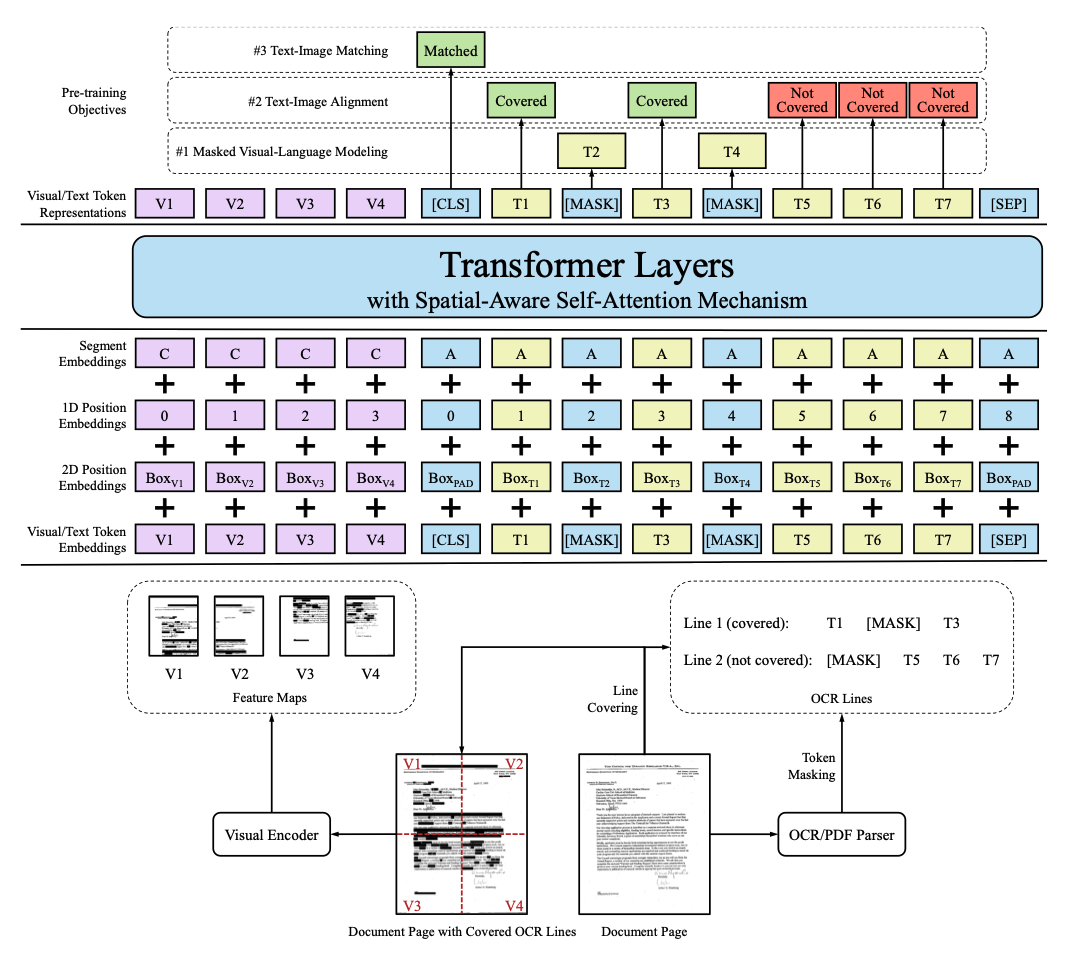 #3 Text-Image Matching Matched
Pre-training Objectives
#2 Text-Image Alignment Covered Covered Not Covered Not Covered Not Covered
#1 Masked Visual-Language Modeling T2 T4
Visual/Text Token Representations V1 V2 V3 V4 [CLS] T1 [MASK] T3 [MASK] T5 T6 T7 [SEP]
Transformer Layers
with Spatial-Aware Self-Attention Mechanism
Segment Embeddings C C C C A A A A A A A A A
+ + + + + + + + + + + + +
1D Position Embeddings 0 1 2 3 0 1 2 3 4 5 6 7 8
+ + + + + + + + + + + + +
2D Position Embeddings BoxV1 BoxV2 BoxV3 BoxV4 BoxPAD BoxT1 BoxT2 BoxT3 BoxT4 BoxT5 BoxT6 BoxT7 BoxPAD
+ + + + + + + + + + + + +
Visual/Text Token Embeddings V1 V2 V3 V4 [CLS] T1 [MASK] T3 [MASK] T5 T6 T7 [SEP]
V1 V2 V3 V4
Feature Maps
Line 1 (covered): T1 [MASK] T3
Line 2 (not covered): [MASK] T5 T6 T7
OCR Lines
Line Covering
Token Masking
V1 V2
V3 V4
Visual Encoder
OCR/PDF Parser
Document Page with Covered OCR Lines
Document Page